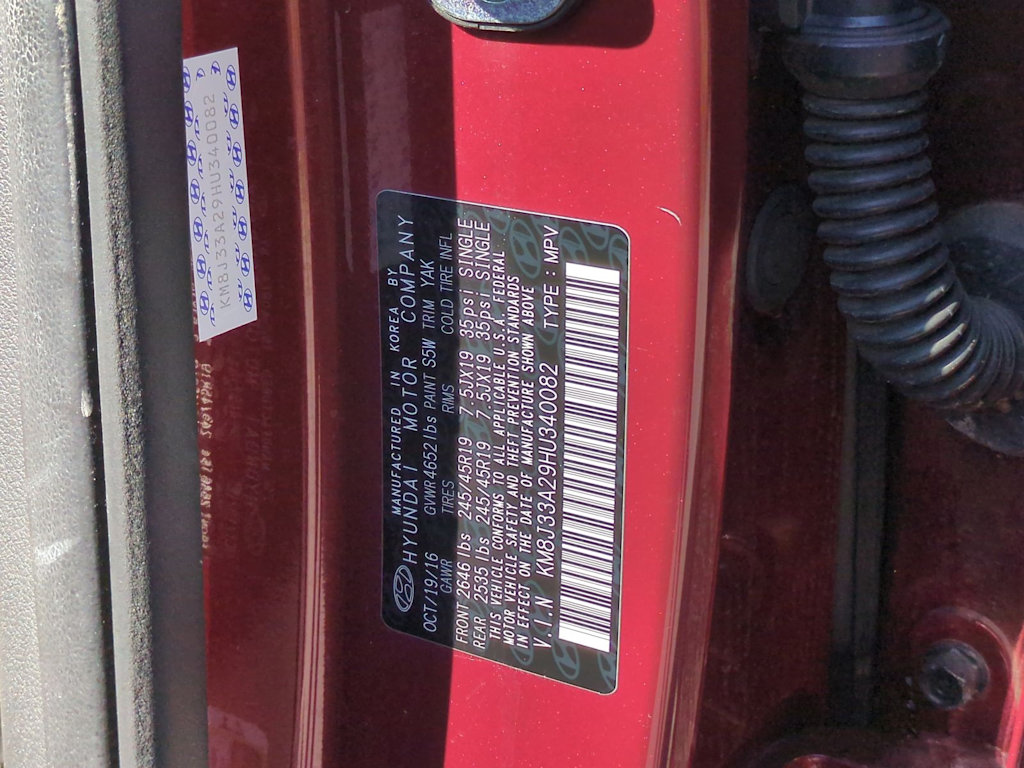 KM8J33A29HU340082
MANUFACTURED IN KOREA BY
HYUNDAI MOTOR COMPANY
OCT/19/16 GVWR 4652 lbs PAINT S5W TRIM YAK
GAWR TIRES RIMS COLD TIRE INFL
FRONT 2646 lbs 245/45R19 7.5JX19 35psi SINGLE
REAR 2535 lbs 245/45R19 7.5JX19 35psi SINGLE
THIS VEHICLE CONFORMS TO ALL APPLICABLE U.S.A. FEDERAL
MOTOR VEHICLE SAFETY AND THEFT PREVENTION STANDARDS
IN EFFECT ON THE DATE OF MANUFACTURE SHOWN ABOVE
V.I.N KM8J33A29HU340082 TYPE : MPV